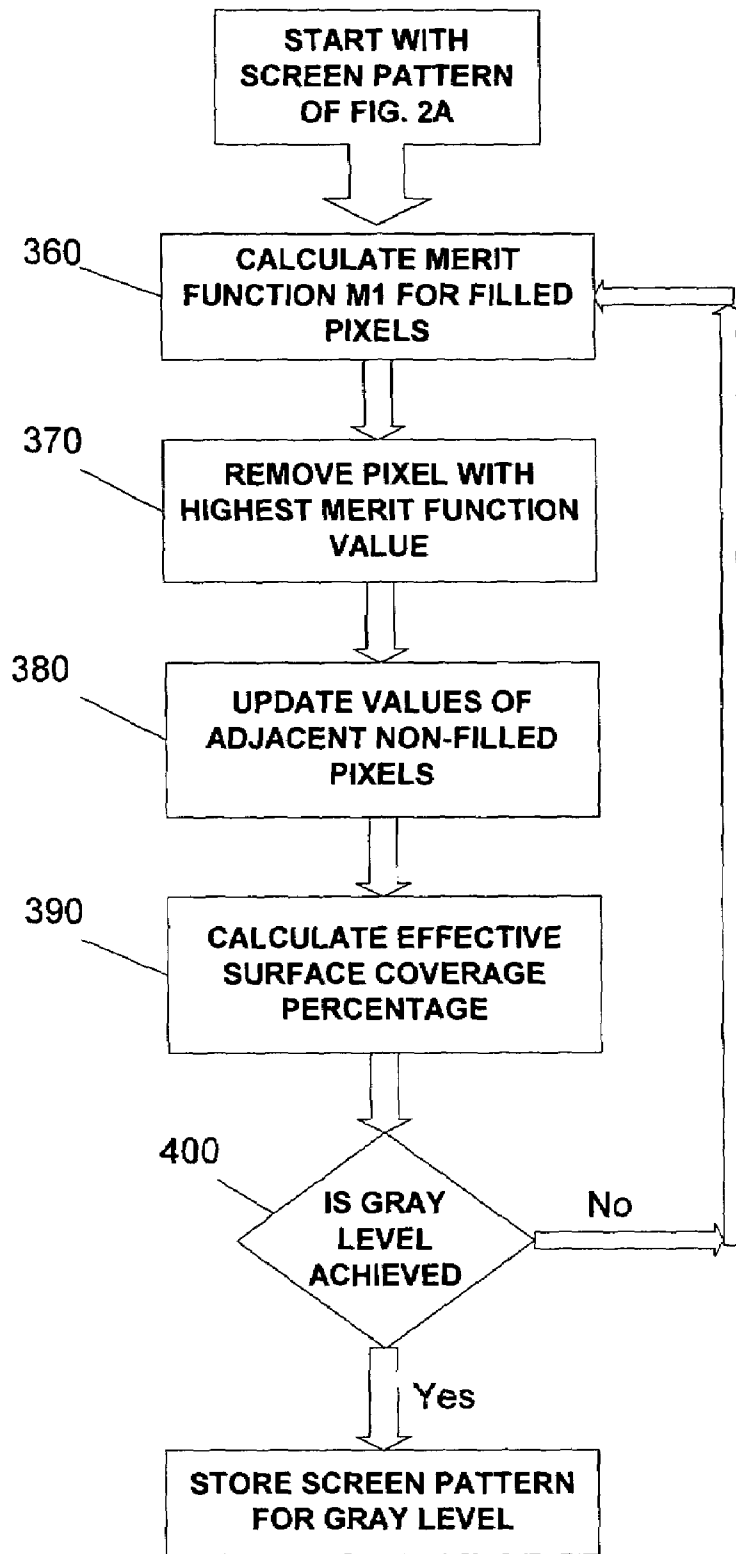 START WITH
SCREEN PATTERN
OF FIG. 2A
360
CALCULATE MERIT
FUNCTION M1 FOR FILLED
PIXELS
370
REMOVE PIXEL WITH
HIGHEST MERIT FUNCTION
VALUE
380
UPDATE VALUES OF
ADJACENT NON-FILLED
PIXELS
390
CALCULATE EFFECTIVE
SURFACE COVERAGE
PERCENTAGE
400
IS GRAY
LEVEL
ACHIEVED
No
Yes
STORE SCREEN PATTERN
FOR GRAY LEVEL